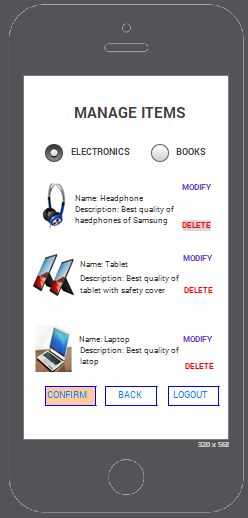 MANAGE ITEMS
ELECTRONICS BOOKS
MODIFY
Name: Headphone
Description: Best quality of
haedphones of Samsung
DELETE
MODIFY
Name: Tablet
Description: Best quality of
tablet with safety cover
DELETE
Name: Laptop
MODIFY
Description: Best quality of
latop
DELETE
CONFIRM BACK LOGOUT
320 x 568